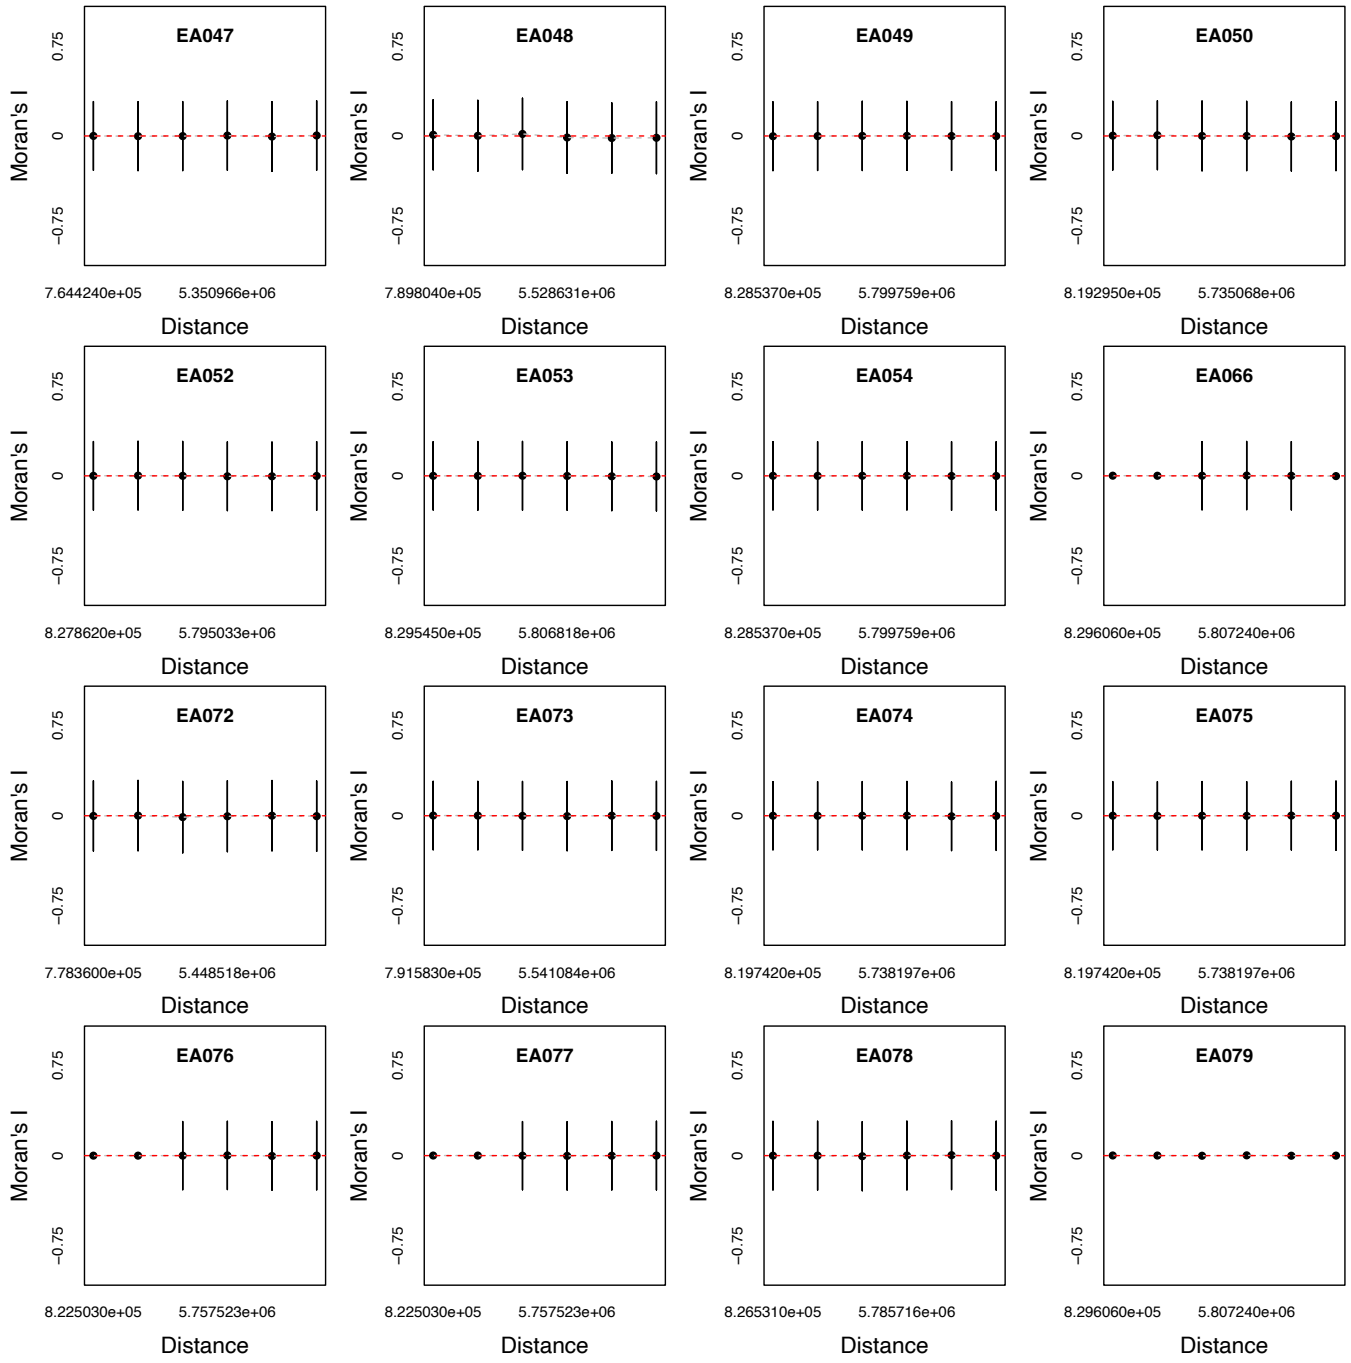 EA047 EA048 EA049 EA050
Moran's I 0.75 0 −0.75 Moran's I 0.75 0 −0.75 Moran's I 0.75 0 −0.75 Moran's I 0.75 0 −0.75
7.644240e+05 5.350966e+06 7.898040e+05 5.528631e+06 8.285370e+05 5.799759e+06 8.192950e+05 5.735068e+06
Distance Distance Distance Distance
EA052 EA053 EA054 EA066
Moran's I 0.75 0 −0.75 Moran's I 0.75 0 −0.75 Moran's I 0.75 0 −0.75 Moran's I 0.75 0 −0.75
8.278620e+05 5.795033e+06 8.295450e+05 5.806818e+06 8.285370e+05 5.799759e+06 8.296060e+05 5.807240e+06
Distance Distance Distance Distance
EA072 EA073 EA074 EA075
Moran's I 0.75 0 −0.75 Moran's I 0.75 0 −0.75 Moran's I 0.75 0 −0.75 Moran's I 0.75 0 −0.75
7.783600e+05 5.448518e+06 7.915830e+05 5.541084e+06 8.197420e+05 5.738197e+06 8.197420e+05 5.738197e+06
Distance Distance Distance Distance
EA076 EA077 EA078 EA079
Moran's I 0.75 0 −0.75 Moran's I 0.75 0 −0.75 Moran's I 0.75 0 −0.75 Moran's I 0.75 0 −0.75
8.225030e+05 5.757523e+06 8.225030e+05 5.757523e+06 8.265310e+05 5.785716e+06 8.296060e+05 5.807240e+06
Distance Distance Distance Distance